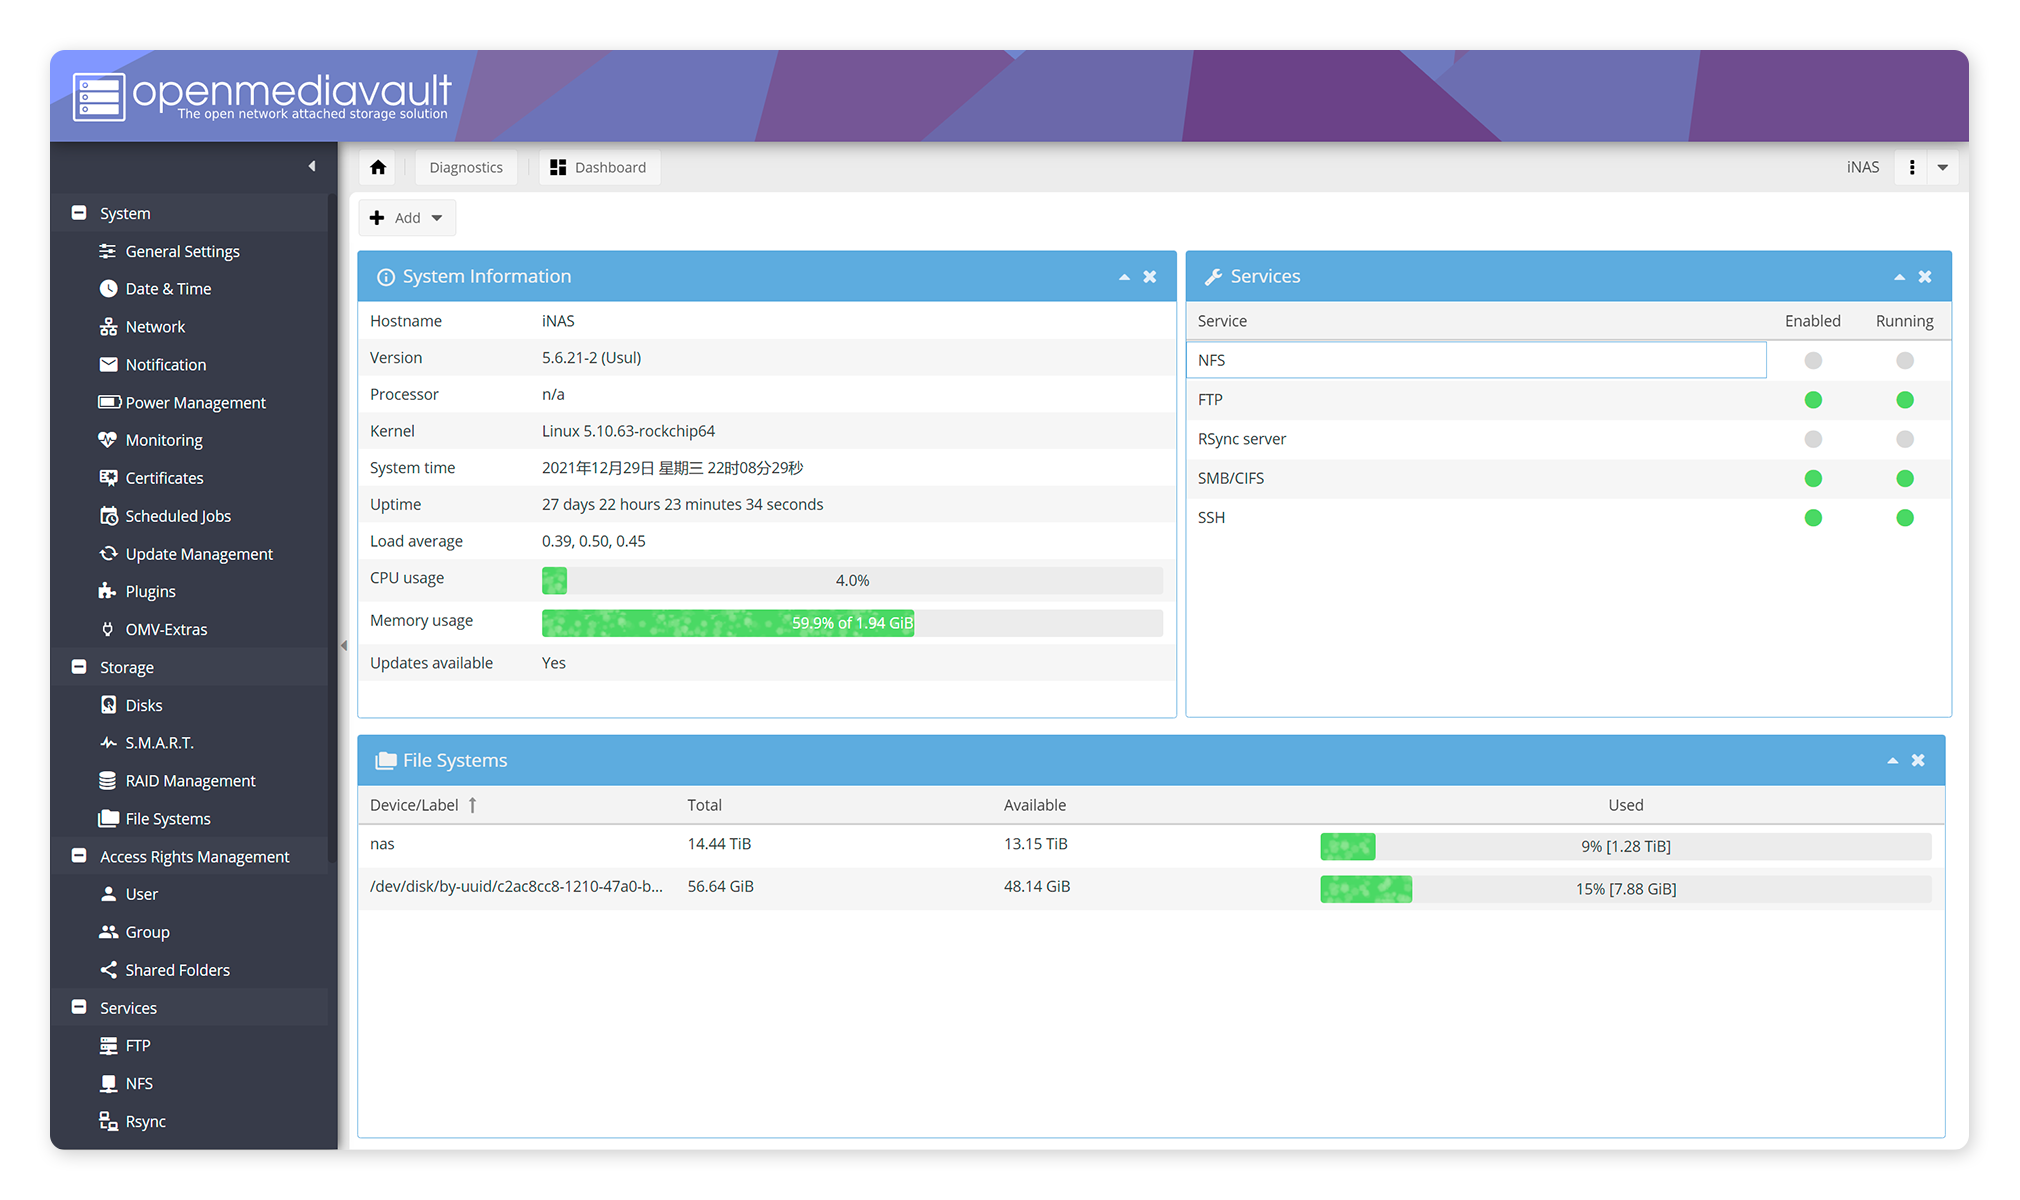 openmediavault
The open network attached storage solution
Diagnostics
Dashboard
iNAS
Add
System
General Settings
Date & Time
Network
Notification
Power Management
Monitoring
Certificates
Scheduled Jobs
Update Management
Plugins
OMV-Extras
Storage
Disks
S.M.A.R.T.
RAID Management
File Systems
Access Rights Management
User
Group
Shared Folders
Services
FTP
NFS
Rsync
System Information
Hostname iNAS
Version 5.6.21-2 (Usul)
Processor n/a
Kernel Linux 5.10.63-rockchip64
System time 2021年12月29日 星期三 22时08分29秒
Uptime 27 days 22 hours 23 minutes 34 seconds
Load average 0.39, 0.50, 0.45
CPU usage 4.0%
Memory usage 59.9% of 1.94 GiB
Updates available Yes
Services
Service Enabled Running
NFS
FTP
RSync server
SMB/CIFS
SSH
File Systems
Device/Label Total Available Used
nas 14.44 TiB 13.15 TiB 9% [1.28 TiB]
/dev/disk/by-uuid/c2ac8cc8-1210-47a0-b... 56.64 GiB 48.14 GiB 15% [7.88 GiB]